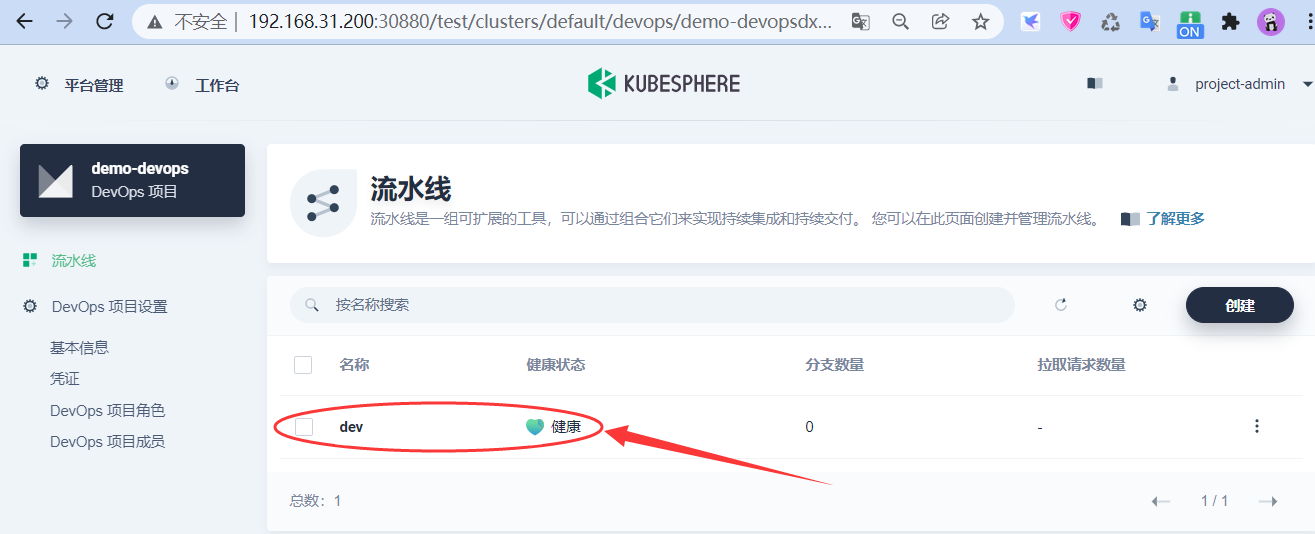 不安全 | 192.168.31.200:30880/test/clusters/default/devops/demo-devopsdx...
ON
平台管理 工作台 KUBESPHERE project-admin
demo-devops
DevOps 项目
流水线
流水线是一组可扩展的工具，可以通过组合它们来实现持续集成和持续交付。 您可以在此页面创建并管理流水线。 了解更多
流水线
DevOps 项目设置
基本信息
凭证
DevOps 项目角色
DevOps 项目成员
按名称搜索 创建
名称 健康状态 分支数量 拉取请求数量
dev 健康 0 -
总数：1 1 / 1